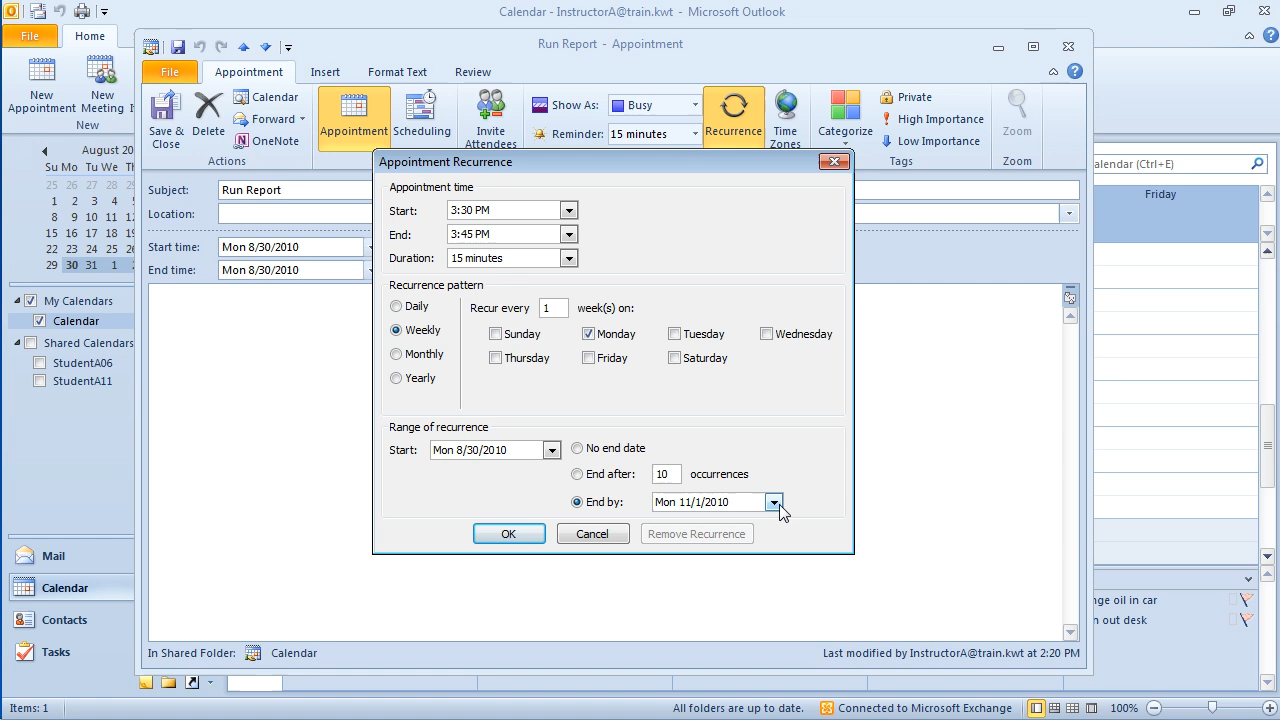 Calendar - InstructorA@train.kwt - Microsoft Outlook
File
Home
Run Report - Appointment
File
Appointment
Insert
Format Text
Review
New
Appointment
New
Meeting
New
Save &
Close
Delete
Calendar
Forward
OneNote
Actions
Appointment
Scheduling
Invite
Attendees
Show As:
Busy
Reminder:
15 minutes
Recurrence
Time
Zones
Categorize
Private
High Importance
Low Importance
Tags
Zoom
Zoom
August 20
Su Mo Tu We Th
25 26 27 28
1 2 3 4
8 9 10 11
15 16 17 18
22 23 24 25
29 30 31 1
My Calendars
Calendar
Shared Calendars
StudentA06
StudentA11
Mail
Calendar
Contacts
Tasks
Subject:
Run Report
Location:
Start time:
Mon 8/30/2010
End time:
Mon 8/30/2010
Appointment Recurrence
Appointment time
Start:
3:30 PM
End:
3:45 PM
Duration:
15 minutes
Recurrence pattern
Daily
Weekly
Monthly
Yearly
Recur every 1 week(s) on:
Sunday
Monday
Tuesday
Wednesday
Thursday
Friday
Saturday
Range of recurrence
Start:
Mon 8/30/2010
No end date
End after: 10 occurrences
End by: Mon 11/1/2010
OK
Cancel
Remove Recurrence
alendar (Ctrl+E)
Friday
nge oil in car
n out desk
In Shared Folder:
Calendar
Last modified by InstructorA@train.kwt at 2:20 PM
Items: 1
All folders are up to date.
Connected to Microsoft Exchange
100%